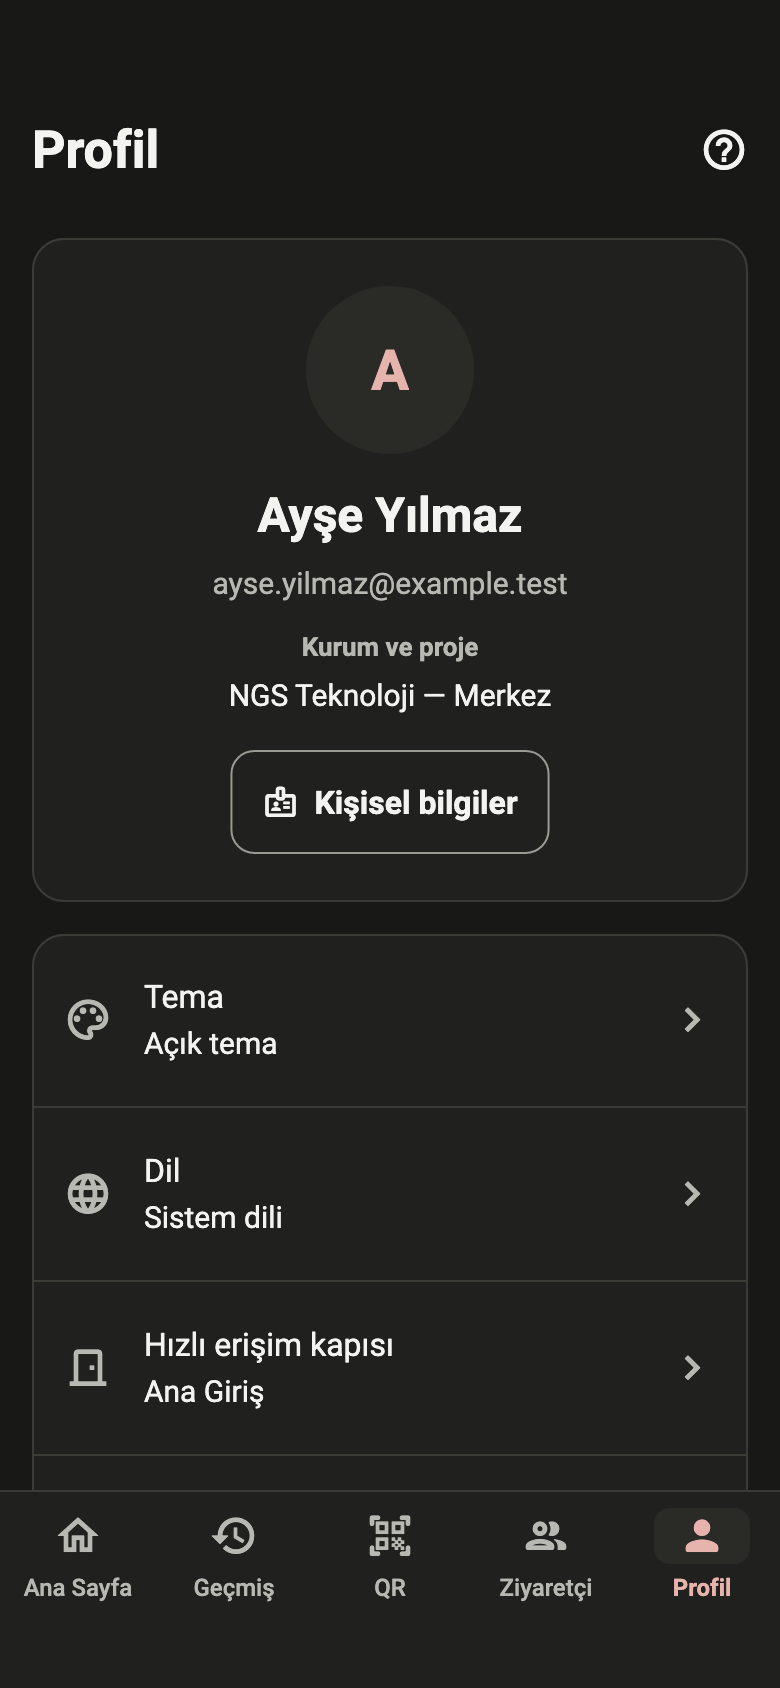 Profil
A
Ayşe Yılmaz
ayse.yilmaz@example.test
Kurum ve proje
NGS Teknoloji — Merkez
Kişisel bilgiler
Tema
Açık tema
Dil
Sistem dili
Hızlı erişim kapısı
Ana Giriş
Ana Sayfa
Geçmiş
QR
Ziyaretçi
Profil